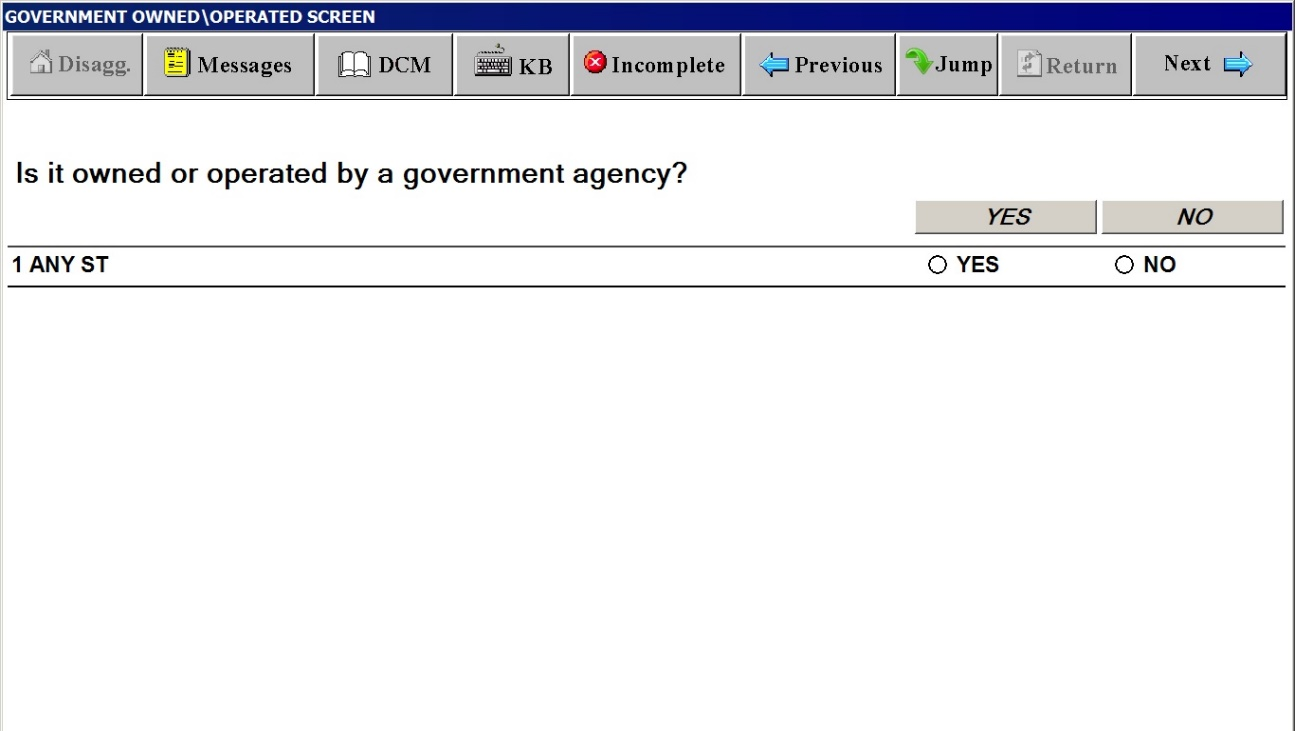 GOVERNMENT OWNED\OPERATED SCREEN
Disagg. Messages DCM KB Incomplete Previous Jump Return Next
Is it owned or operated by a government agency?
YES NO
1 ANY ST YES NO